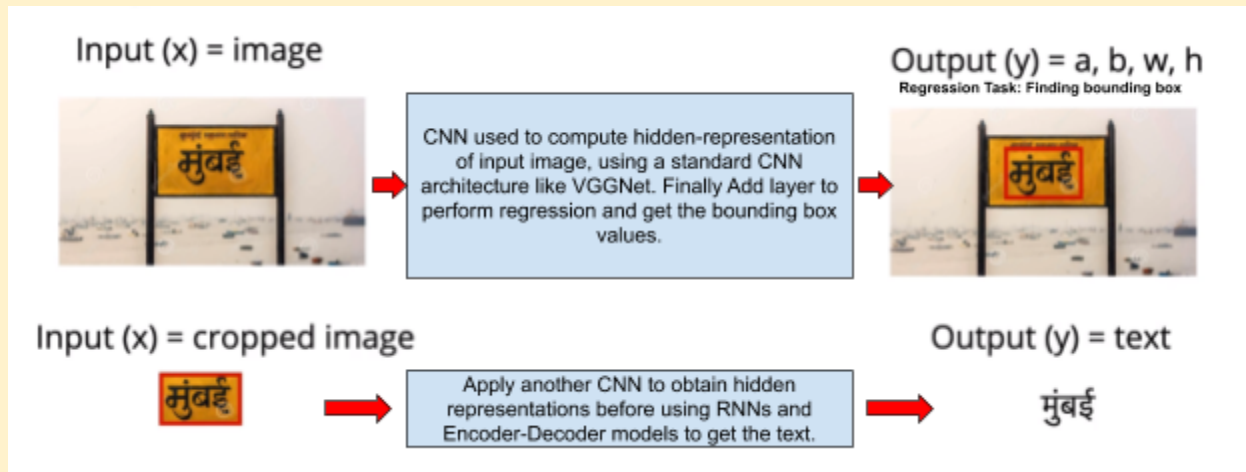 Input (x) = image
Output (y) = a, b, w, h
Regression Task: Finding bounding box
मुंबई
CNN used to compute hidden-representation
of input image, using a standard CNN
architecture like VGGNet. Finally Add layer to
perform regression and get the bounding box
values.
मुंबई
Input (x) = cropped image
Output (y) = text
मुंबई
Apply another CNN to obtain hidden
representations before using RNNs and
Encoder-Decoder models to get the text.
मुंबई